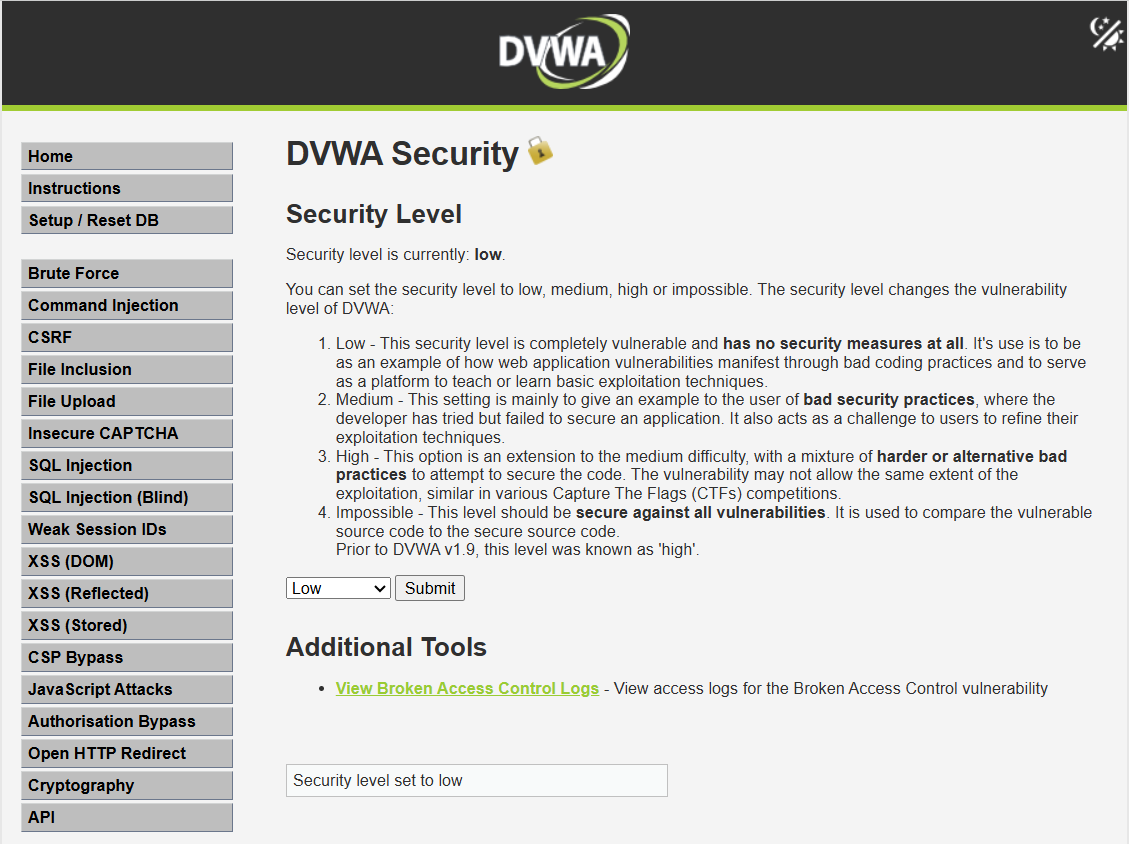 DVWA
Home
Instructions
Setup / Reset DB
Brute Force
Command Injection
CSRF
File Inclusion
File Upload
Insecure CAPTCHA
SQL Injection
SQL Injection (Blind)
Weak Session IDs
XSS (DOM)
XSS (Reflected)
XSS (Stored)
CSP Bypass
JavaScript Attacks
Authorisation Bypass
Open HTTP Redirect
Cryptography
API
DVWA Security
Security Level
Security level is currently: low.
You can set the security level to low, medium, high or impossible. The security level changes the vulnerability
level of DVWA:
1. Low - This security level is completely vulnerable and has no security measures at all. It's use is to be
as an example of how web application vulnerabilities manifest through bad coding practices and to serve
as a platform to teach or learn basic exploitation techniques.
2. Medium - This setting is mainly to give an example to the user of bad security practices, where the
developer has tried but failed to secure an application. It also acts as a challenge to users to refine their
exploitation techniques.
3. High - This option is an extension to the medium difficulty, with a mixture of harder or alternative bad
practices to attempt to secure the code. The vulnerability may not allow the same extent of the
exploitation, similar in various Capture The Flags (CTFs) competitions.
4. Impossible - This level should be secure against all vulnerabilities. It is used to compare the vulnerable
source code to the secure source code.
Prior to DVWA v1.9, this level was known as 'high'.
Low Submit
Additional Tools
• View Broken Access Control Logs - View access logs for the Broken Access Control vulnerability
Security level set to low